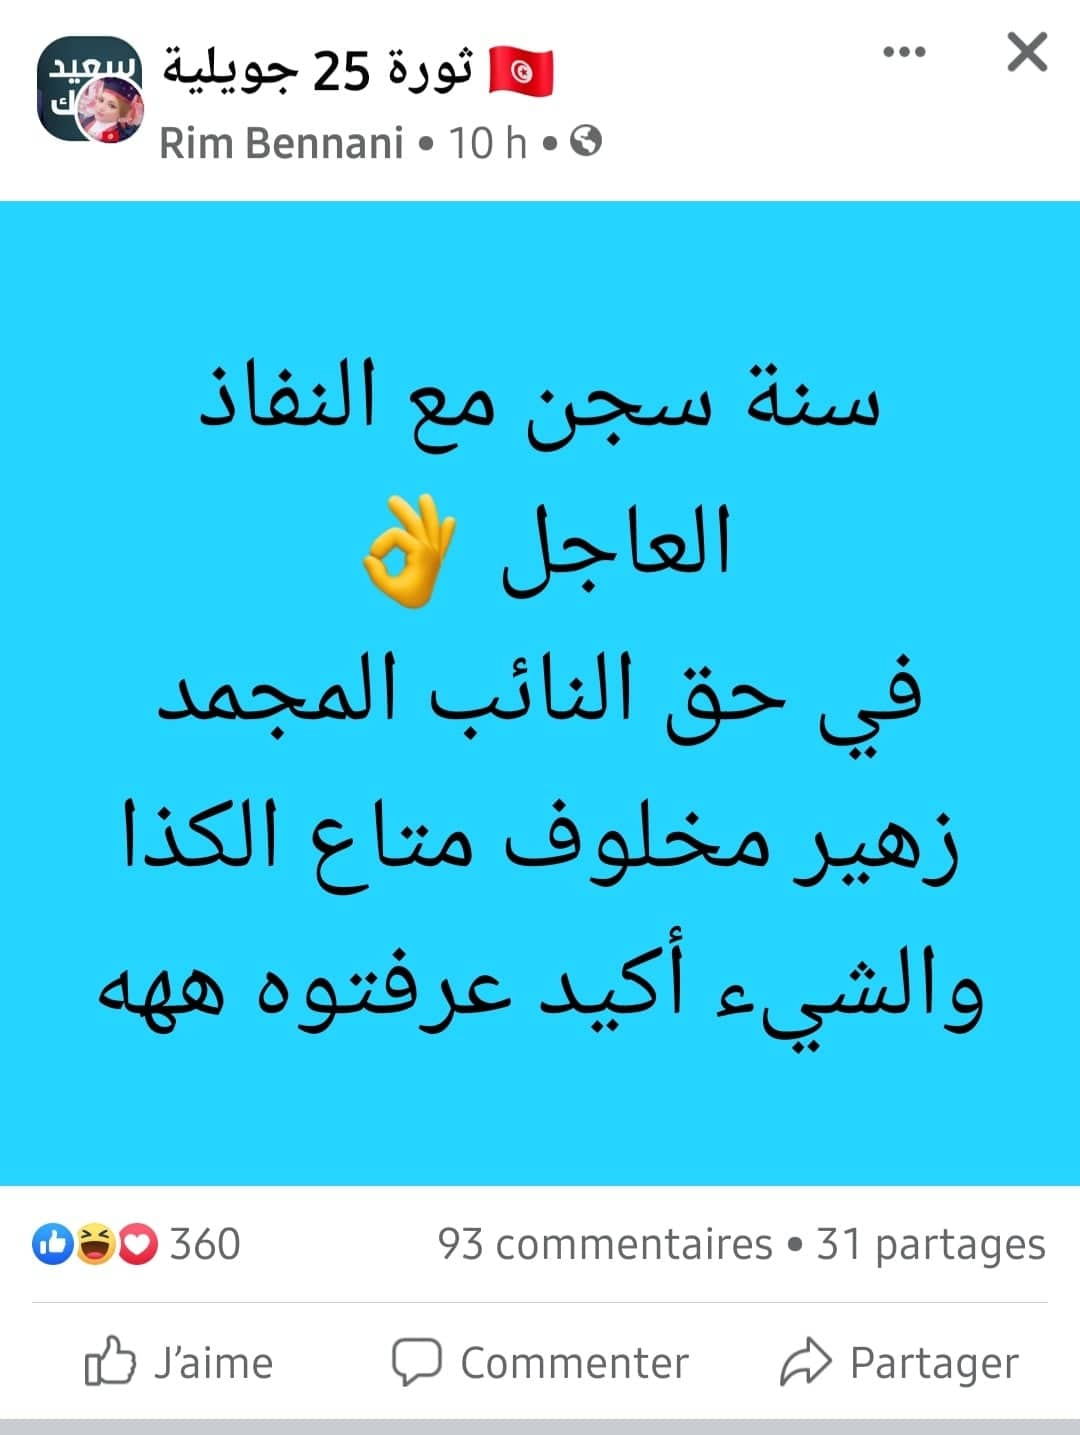 ثورة 25 جويلية 🇹🇳
Rim Bennani • 10 h •
سعيد
سنة سجن مع النفاذ
العاجل 👌
في حق النائب المجمد
زهير مخلوف متاع الكذا
والشيء أكيد عرفتوه ههه
360
93 commentaires • 31 partages
J’aime
Commenter
Partager